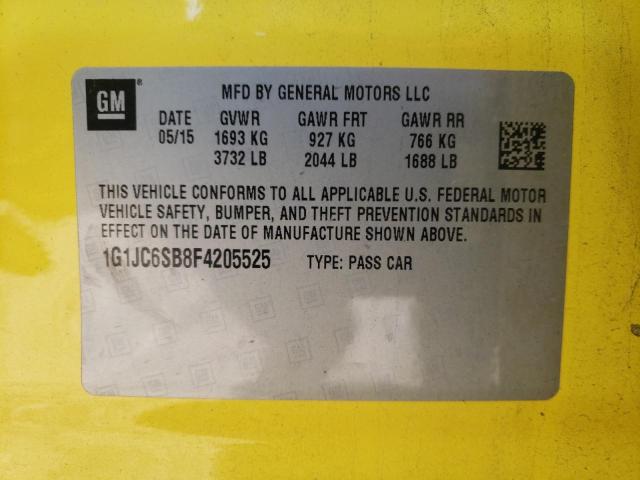 GM ®
MFD BY GENERAL MOTORS LLC
DATE GVWR GAWR FRT GAWR RR
05/15 1693 KG 927 KG 766 KG
3732 LB 2044 LB 1688 LB
THIS VEHICLE CONFORMS TO ALL APPLICABLE U.S. FEDERAL MOTOR
VEHICLE SAFETY, BUMPER, AND THEFT PREVENTION STANDARDS IN
EFFECT ON THE DATE OF MANUFACTURE SHOWN ABOVE.
1G1JC6SB8F4205525 TYPE: PASS CAR